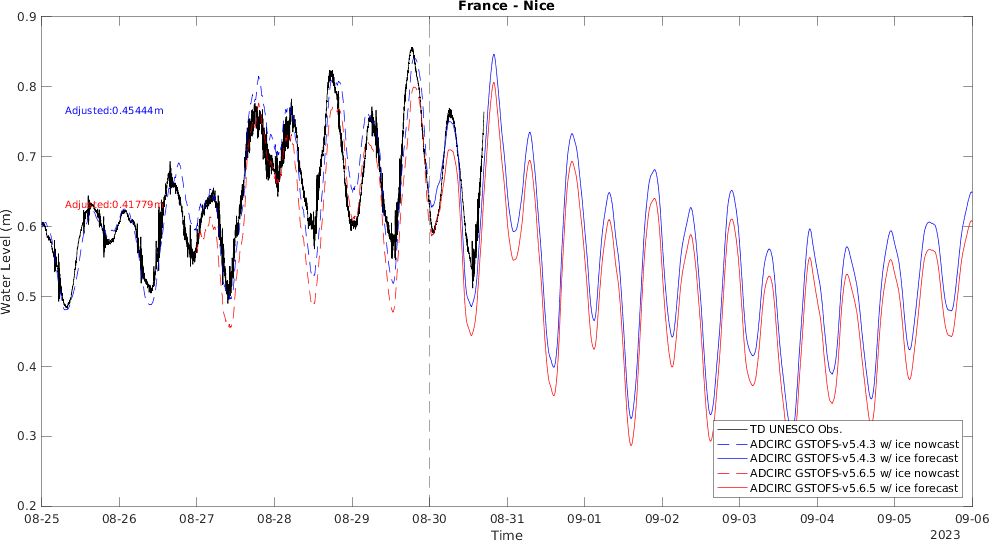 France - Nice
0.9
0.8
0.7
0.6
0.5
0.4
0.3
0.2
Water Level (m)
Adjusted:0.45444m
Adjusted:0.41779m
TD UNESCO Obs.
ADCIRC GSTOFS-v5.4.3 w/ ice nowcast
ADCIRC GSTOFS-v5.4.3 w/ ice forecast
ADCIRC GSTOFS-v5.6.5 w/ ice nowcast
ADCIRC GSTOFS-v5.6.5 w/ ice forecast
08-25 08-26 08-27 08-28 08-29 08-30 08-31 09-01 09-02 09-03 09-04 09-05 09-06
Time
2023